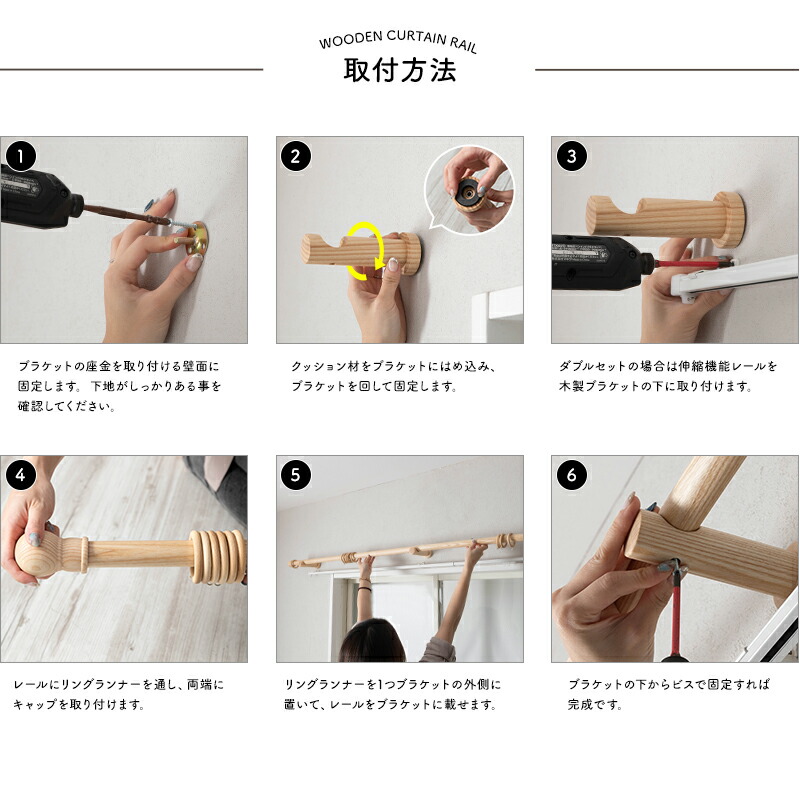 WOODEN CURTAIN RAIL
取付方法
1
2
3
ブラケットの座金を取り付ける壁面に
固定します。下地がしっかりある事を
確認してください。
クッション材をブラケットにはめ込み、
ブラケットを回して固定します。
ダブルセットの場合は伸縮機能レールを
木製ブラケットの下に取り付けます。
4
5
6
レールにリングランナーを通し、両端に
キャップを取り付けます。
リングランナーを1つブラケットの外側に
置いて、レールをブラケットに載せます。
ブラケットの下からビスで固定すれば
完成です。